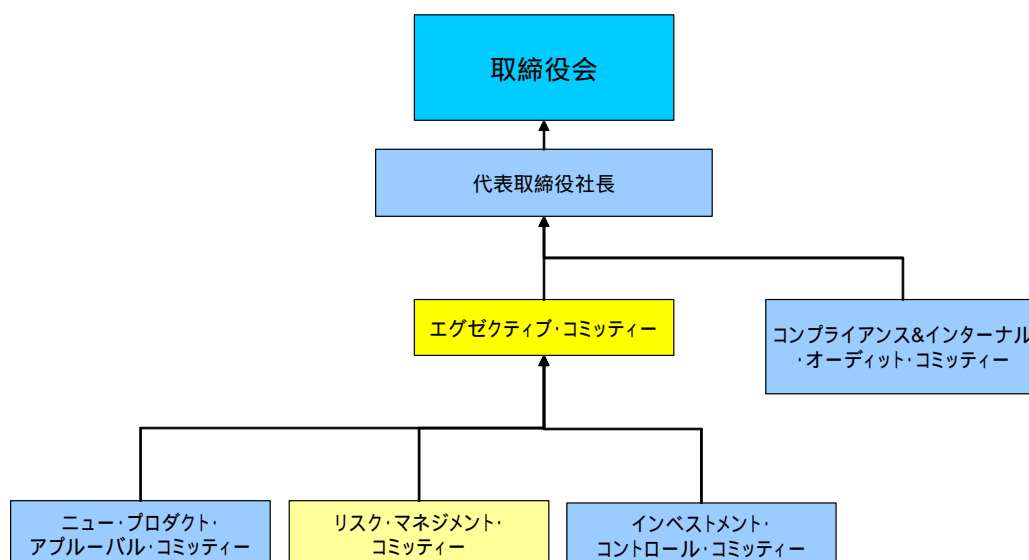 取締役会
代表取締役社長
エグゼクティブ・コミッティー
コンプライアンス&インターナル
・オーディット・コミッティー
ニュー・プロダクト・
アプルーバル・コミッティー
リスク・マネジメント・
コミッティー
インベストメント・
コントロール・コミッティー